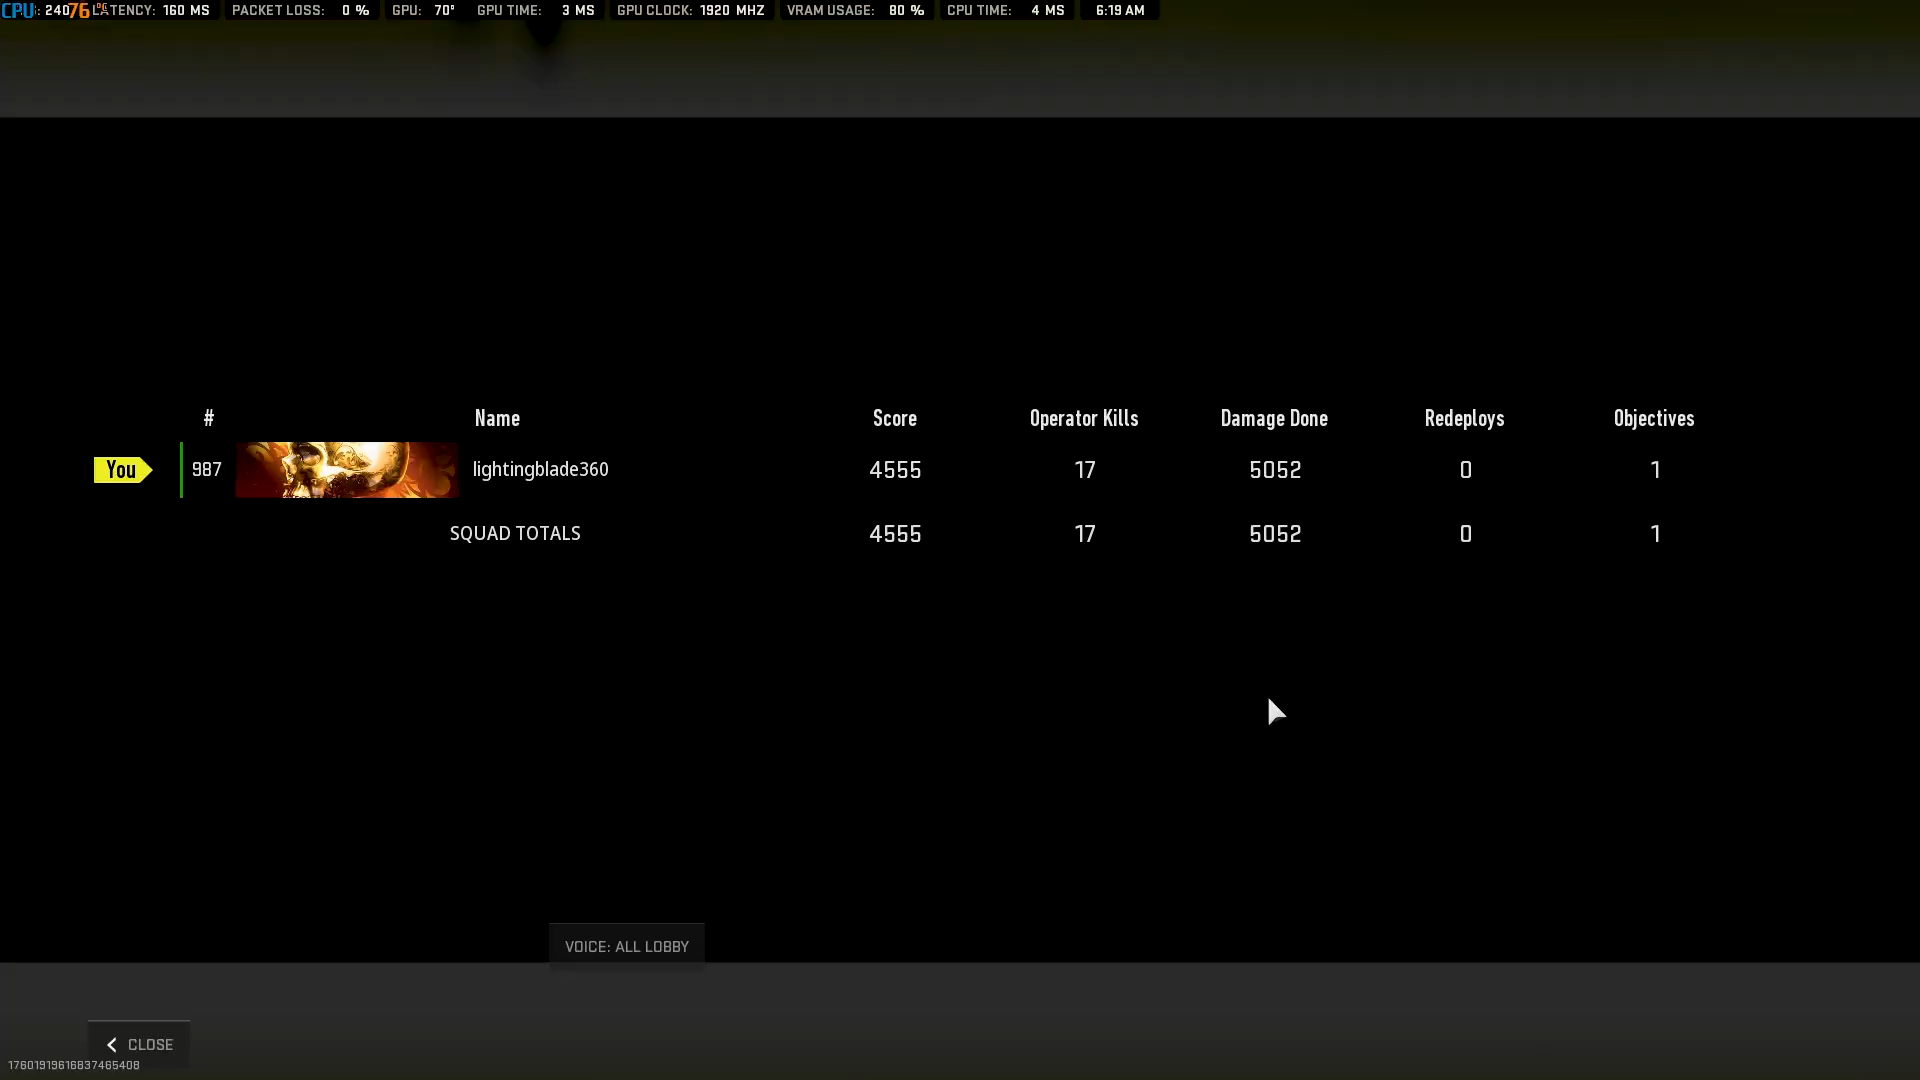 CPU: 240 76 °C LATENCY: 160 MS PACKET LOSS: 0 % GPU: 70° GPU TIME: 3 MS GPU CLOCK: 1920 MHZ VRAM USAGE: 80 % CPU TIME: 4 MS 6:19 AM
# Name Score Operator Kills Damage Done Redeploys Objectives
You 987 lightingblade360 4555 17 5052 0 1
SQUAD TOTALS 4555 17 5052 0 1
VOICE: ALL LOBBY
CLOSE
17601919616837465408